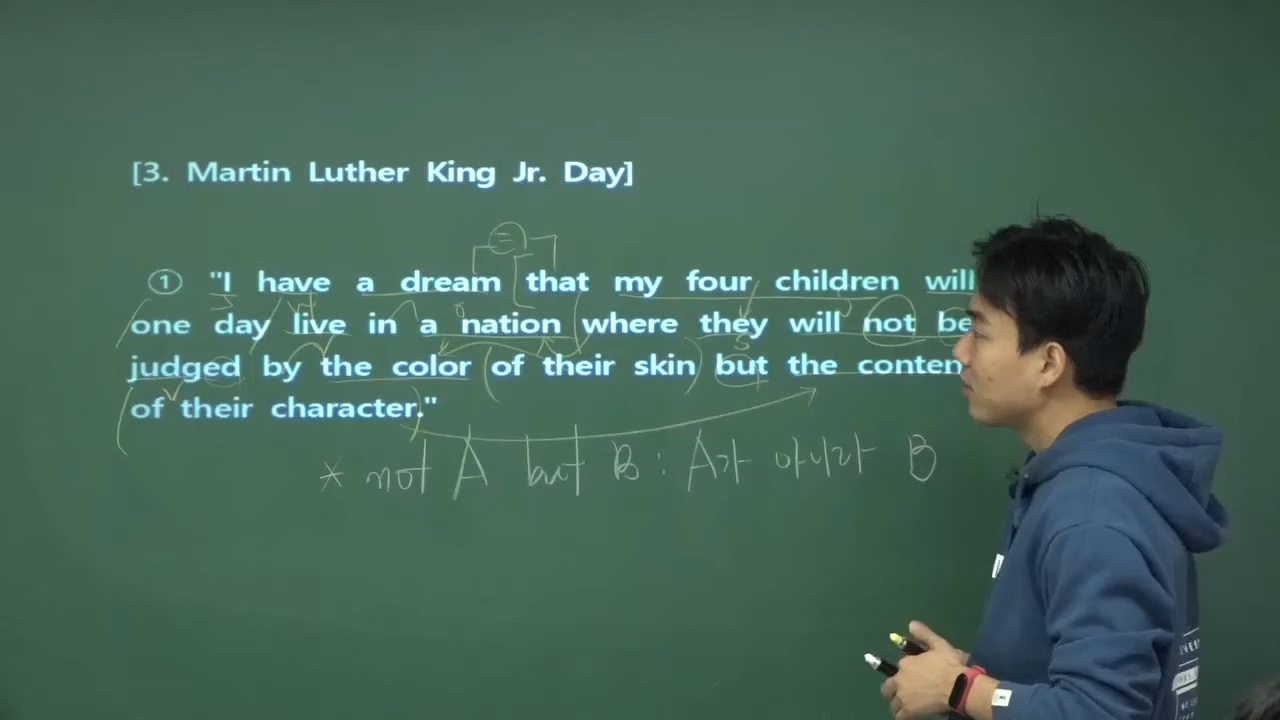 [3. Martin Luther King Jr. Day]
① "I have a dream that my four children will
one day live in a nation where they will not be
judged by the color of their skin but the conten
of their character."
* not A but B : A가 아니라 B